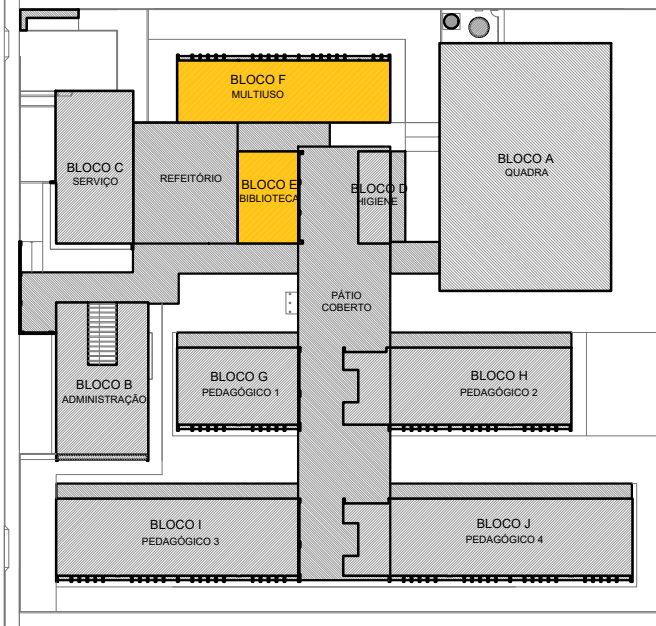 BLOCO F
MULTIUSO
BLOCO A
QUADRA
BLOCO C
SERVIÇO
REFEITÓRIO
BLOCO E
BIBLIOTECA
BLOCO D
HIGIENE
PÁTIO
COBERTO
BLOCO B
ADMINISTRAÇÃO
BLOCO G
PEDAGÓGICO 1
BLOCO H
PEDAGÓGICO 2
BLOCO I
PEDAGÓGICO 3
BLOCO J
PEDAGÓGICO 4